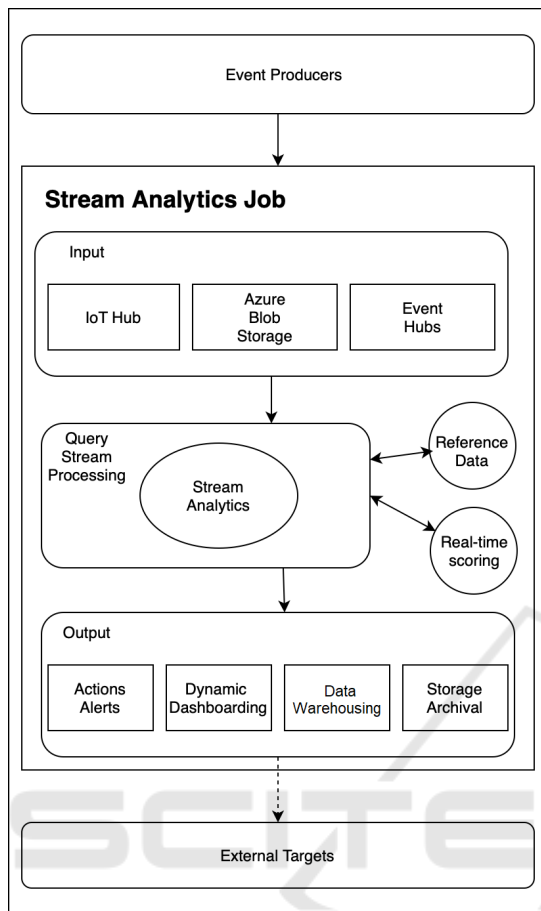 Event Producers
Stream Analytics Job
Input
IoT Hub
Azure
Blob
Storage
Event
Hubs
Query
Stream
Processing
Stream
Analytics
Reference
Data
Real-time
scoring
Output
Actions
Alerts
Dynamic
Dashboarding
Data
Warehousing
Storage
Archival
External Targets
SCITE